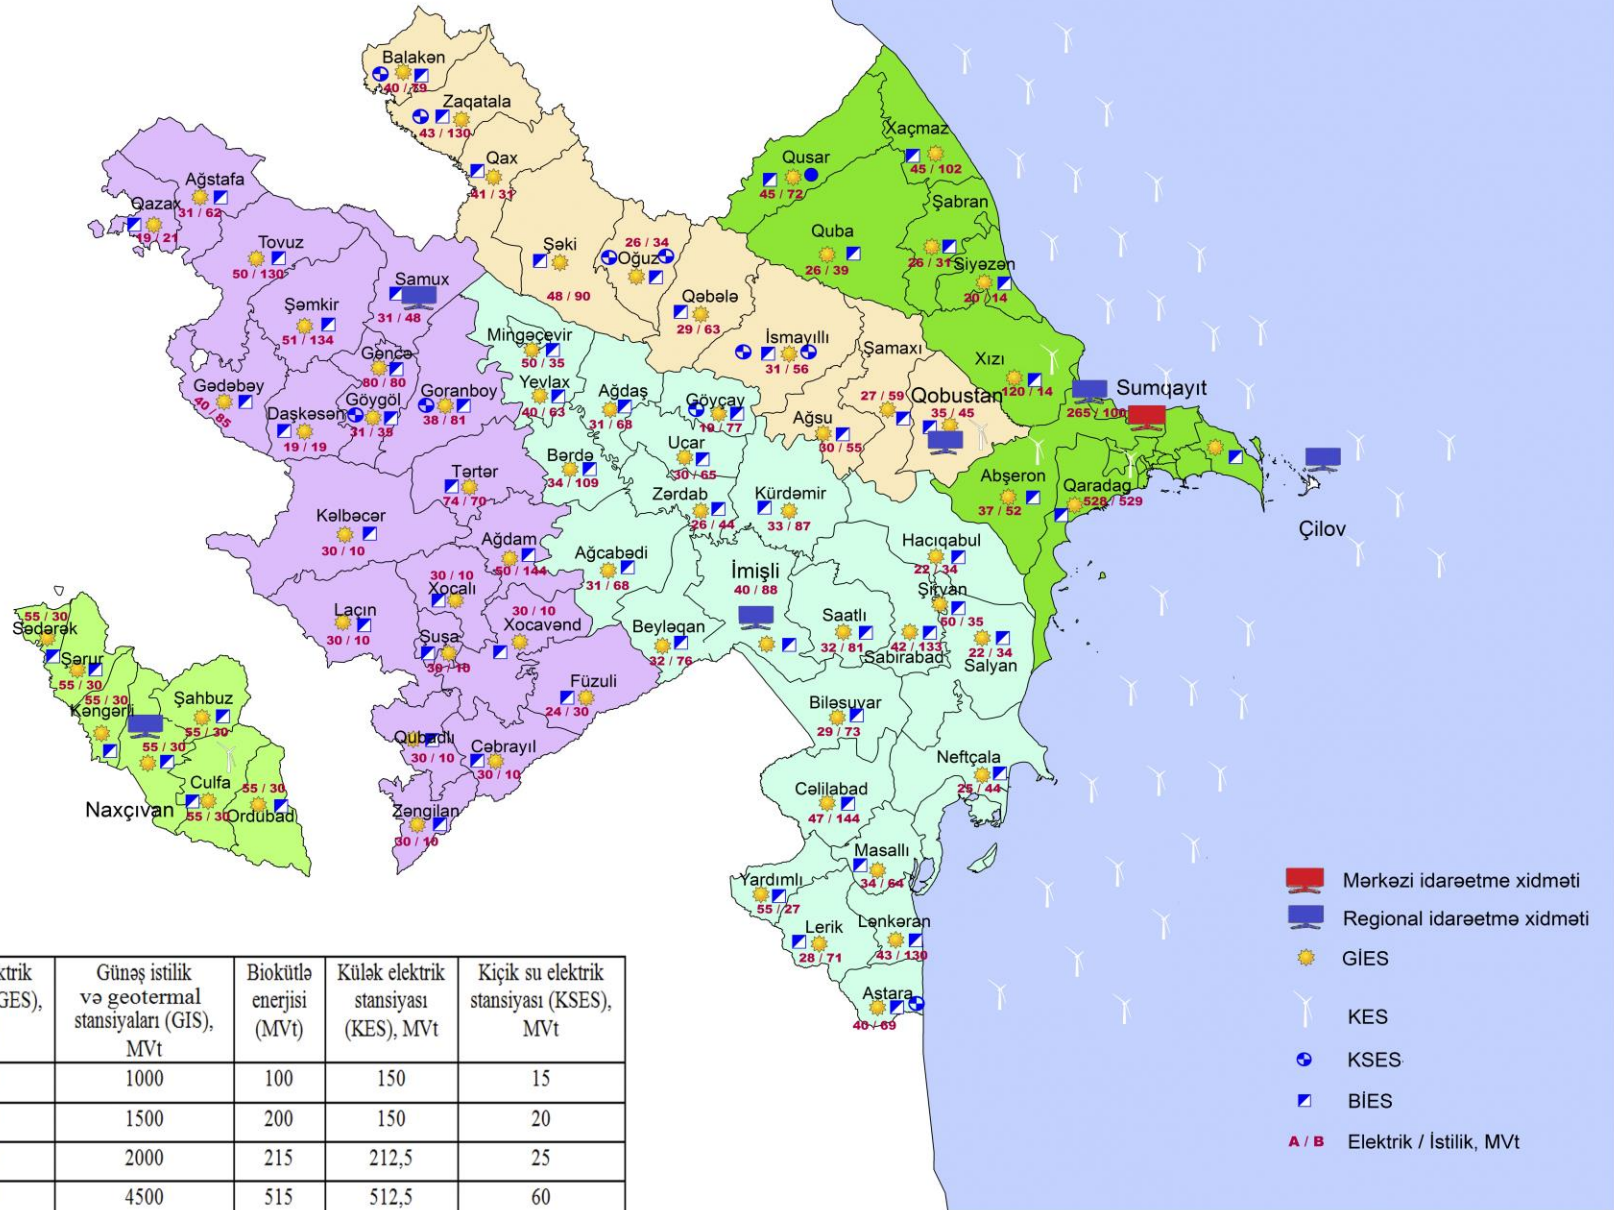 Balakən
40 / 79
Zaqatala
43 / 130
Qax
41 / 31
Xaçmaz
45 / 102
Qusar
45 / 72
Şabran
26 / 31
Quba
26 / 39
Siyəzən
20 / 14
Ağstafa
31 / 62
Qazax
19 / 21
Tovuz
50 / 130
Şəki
48 / 90
26 / 34
Oğuz
Samux
31 / 48
Şəmkir
51 / 134
Qəbələ
29 / 63
Mingəçevir
50 / 35
İsmayıllı
31 / 56
Şamaxı
27 / 59
Xızı
120 / 14
Gəncə
80 / 80
Gədəbəy
40 / 85
Goranboy
38 / 81
Göygöl
31 / 35
Daşkəsən
19 / 19
Yevlax
40 / 63
Ağdaş
31 / 68
Göyçay
19 / 77
Qobustan
35 / 45
Sumqayıt
265 / 100
Ağsu
30 / 55
Ucar
30 / 65
Bərdə
34 / 109
Tərtər
74 / 70
Zərdab
26 / 44
Kürdəmir
33 / 87
Abşeron
37 / 52
Qaradag
528 / 529
Çilov
Kəlbəcər
30 / 10
Ağdam
50 / 144
Ağcabədi
31 / 68
Hacıqabul
22 / 34
İmişli
40 / 88
30 / 10
Xocalı
30 / 10
Xocavənd
Laçın
30 / 10
Şuşa
30 / 10
Beyləqan
32 / 76
Saatlı
32 / 81
Şirvan
60 / 35
42 / 133
Sabirabad
22 / 34
Salyan
55 / 30
Sədərək
Şərur
55 / 30
55 / 30
Kəngərli
Şahbuz
55 / 30
55 / 30
Culfa
55 / 30
55 / 30
Ordubad
Naxçıvan
Füzuli
24 / 30
Qubadlı
30 / 10
Cəbrayıl
30 / 10
Zəngilan
30 / 10
Biləsuvar
29 / 73
Neftçala
25 / 44
Cəlilabad
47 / 144
Masallı
34 / 64
Yardımlı
55 / 27
Lerik
28 / 71
Lənkəran
43 / 130
Astara
40 / 69
Mərkəzi idarəetme xidməti
Regional idarəetmə xidməti
GİES
KES
KSES
BİES
A / B Elektrik / İstilik, MVt
ktrik
GES),
Günəş istilik
və geotermal
stansiyaları (GIS),
MVt
Biokütlə
enerjisi
(MVt)
Külək elektrik
stansiyası
(KES), MVt
Kiçik su elektrik
stansiyası (KSES),
MVt
1000 100 150 15
1500 200 150 20
2000 215 212,5 25
4500 515 512,5 60